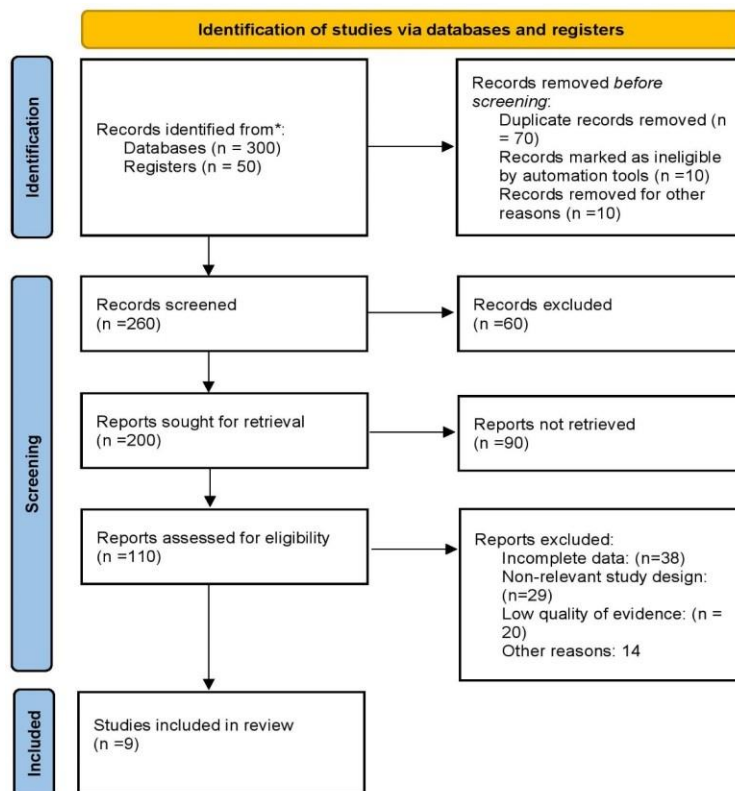 Identification of studies via databases and registers
Identification
Records identified from*:
Databases (n = 300)
Registers (n = 50)
Records removed before
screening:
Duplicate records removed (n
= 70)
Records marked as ineligible
by automation tools (n =10)
Records removed for other
reasons (n =10)
Screening
Records screened
(n =260)
Records excluded
(n =60)
Reports sought for retrieval
(n =200)
Reports not retrieved
(n =90)
Reports assessed for eligibility
(n =110)
Reports excluded:
Incomplete data: (n=38)
Non-relevant study design:
(n=29)
Low quality of evidence: (n =
20)
Other reasons: 14
Included
Studies included in review
(n =9)